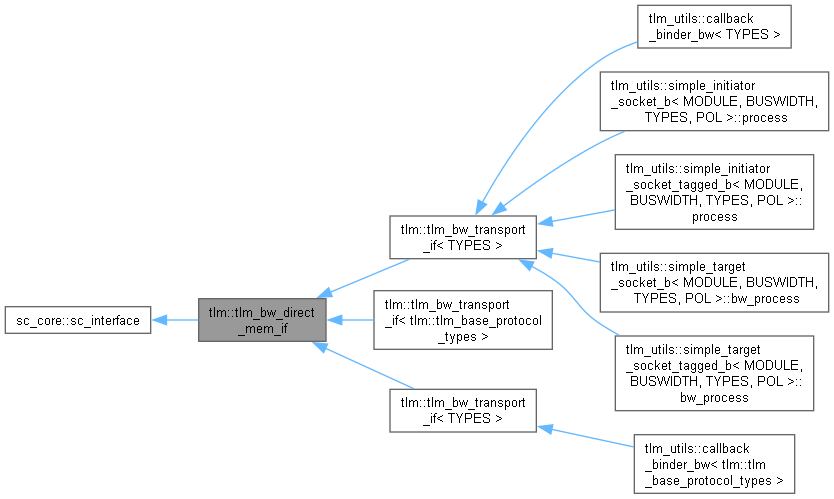 tlm_utils::callback
_binder_bw< TYPES >
tlm_utils::simple_initiator
_socket_b< MODULE, BUSWIDTH,
TYPES, POL >::process
tlm_utils::simple_initiator
_socket_tagged_b< MODULE,
BUSWIDTH, TYPES, POL >::
process
tlm::tlm_bw_transport
_if< TYPES >
tlm_utils::simple_target
_socket_b< MODULE, BUSWIDTH,
TYPES, POL >::bw_process
sc_core::sc_interface
tlm::tlm_bw_direct
_mem_if
tlm::tlm_bw_transport
_if< tlm::tlm_base_protocol
_types >
tlm_utils::simple_target
_socket_tagged_b< MODULE,
BUSWIDTH, TYPES, POL >::
bw_process
tlm::tlm_bw_transport
_if< TYPES >
tlm_utils::callback
_binder_bw< tlm::tlm
_base_protocol_types >